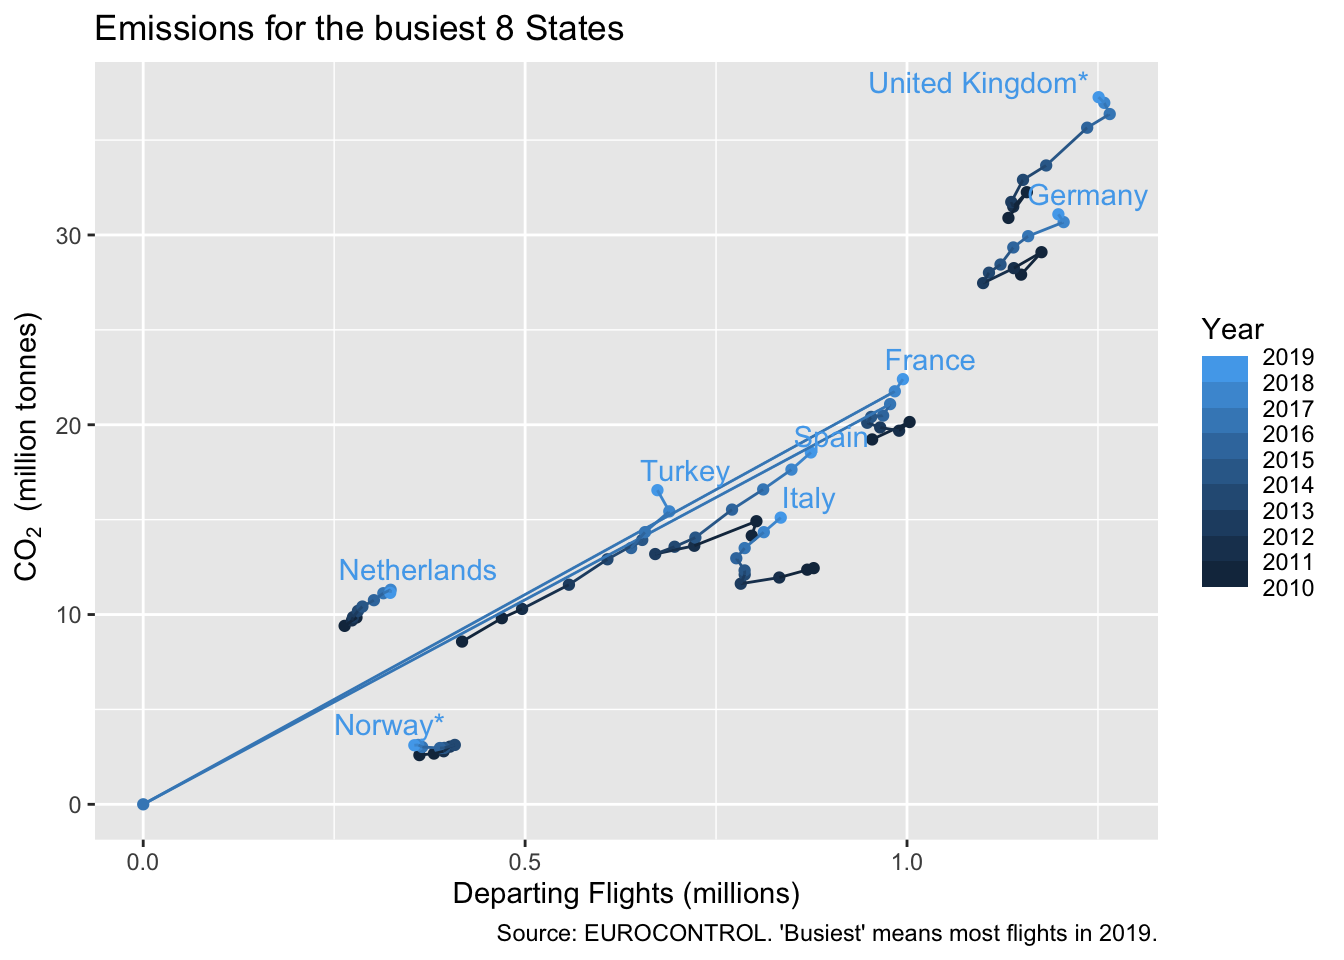 Emissions for the busiest 8 States
United Kingdom*
Germany
France
Spain
Turkey
Italy
Netherlands
Norway*
30
20
10
0
CO₂ (million tonnes)
0.0
0.5
1.0
Departing Flights (millions)
Year
2019
2018
2017
2016
2015
2014
2013
2012
2011
2010
Source: EUROCONTROL. 'Busiest' means most flights in 2019.